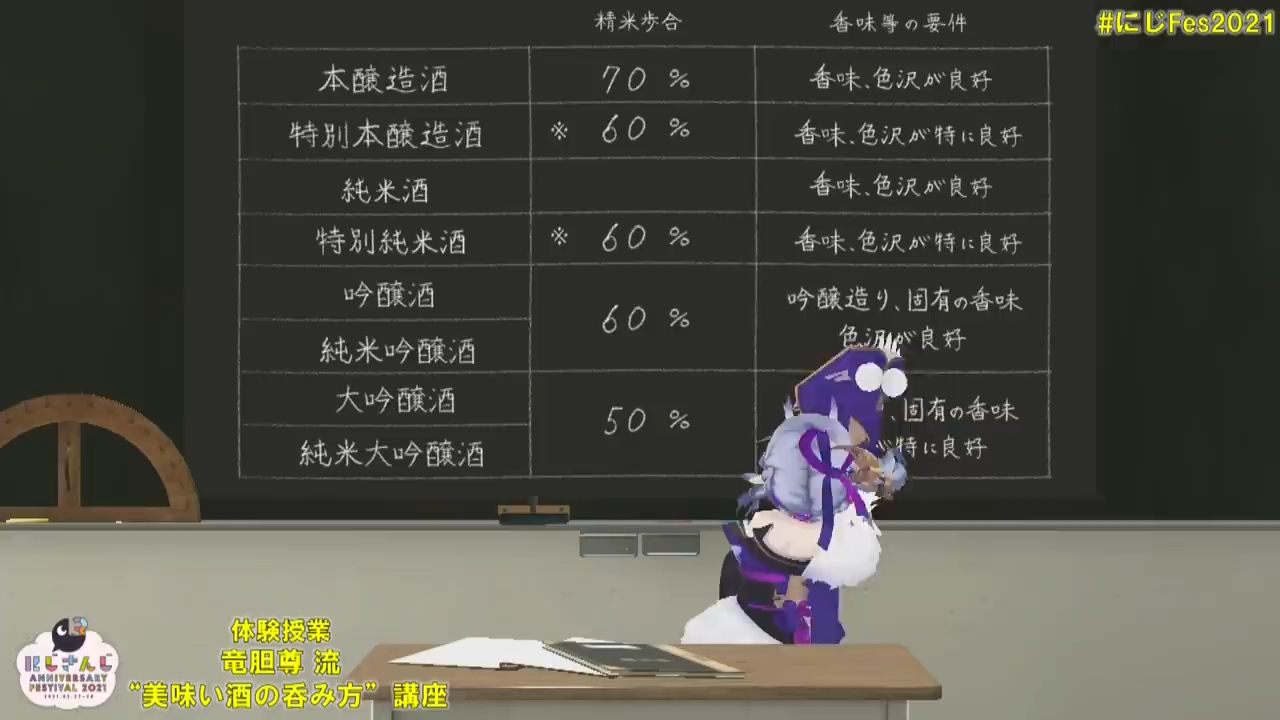 #にじFes2021
精米歩合 香味等の要件
本醸造酒 70 % 香味、色沢が良好
特別本醸造酒 ※ 60 % 香味、色沢が特に良好
純米酒 香味、色沢が良好
特別純米酒 ※ 60 % 香味、色沢が特に良好
吟醸酒
純米吟醸酒
60 %
吟醸造り、固有の香味
色沢が良好
大吟醸酒
純米大吟醸酒
50 %
、固有の香味
特に良好
にじさんじ
ANNIVERSARY
FESTIVAL 2021
体験授業
竜胆尊 流
“美味い酒の呑み方” 講座